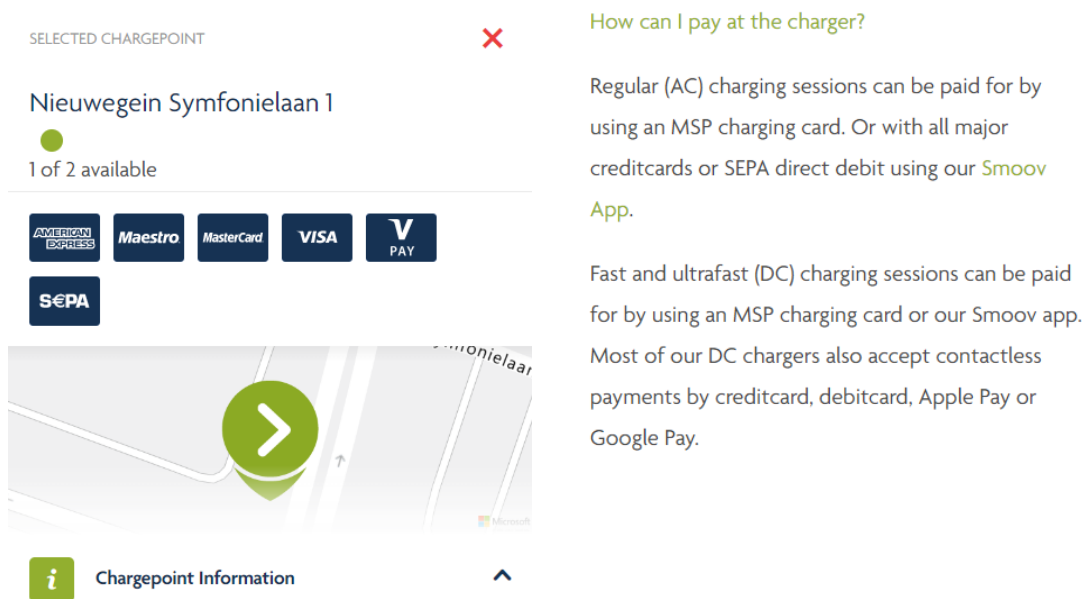 SELECTED CHARGEPOINT
Nieuwegein Symfonielaan 1
1 of 2 available
AMERICAN
EXPRESS
Maestro
MasterCard
VISA
V
PAY
S€PA
Microsoft
i
Chargepoint Information
How can I pay at the charger?
Regular (AC) charging sessions can be paid for by
using an MSP charging card. Or with all major
creditcards or SEPA direct debit using our Smoov
App.
Fast and ultrafast (DC) charging sessions can be paid
for by using an MSP charging card or our Smoov app.
Most of our DC chargers also accept contactless
payments by creditcard, debitcard, Apple Pay or
Google Pay.